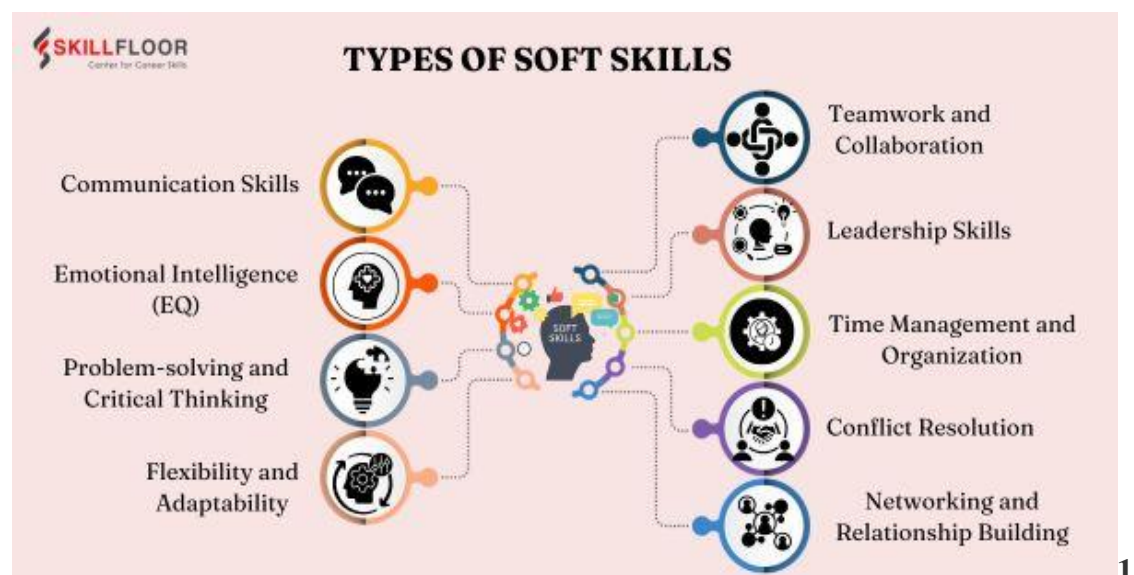 SKILLFLOOR
Center for Career Skills
TYPES OF SOFT SKILLS
Communication Skills
Emotional Intelligence
(EQ)
Problem-solving and
Critical Thinking
Flexibility and
Adaptability
SOFT
SKILLS
Teamwork and
Collaboration
Leadership Skills
Time Management and
Organization
Conflict Resolution
Networking and
Relationship Building
1